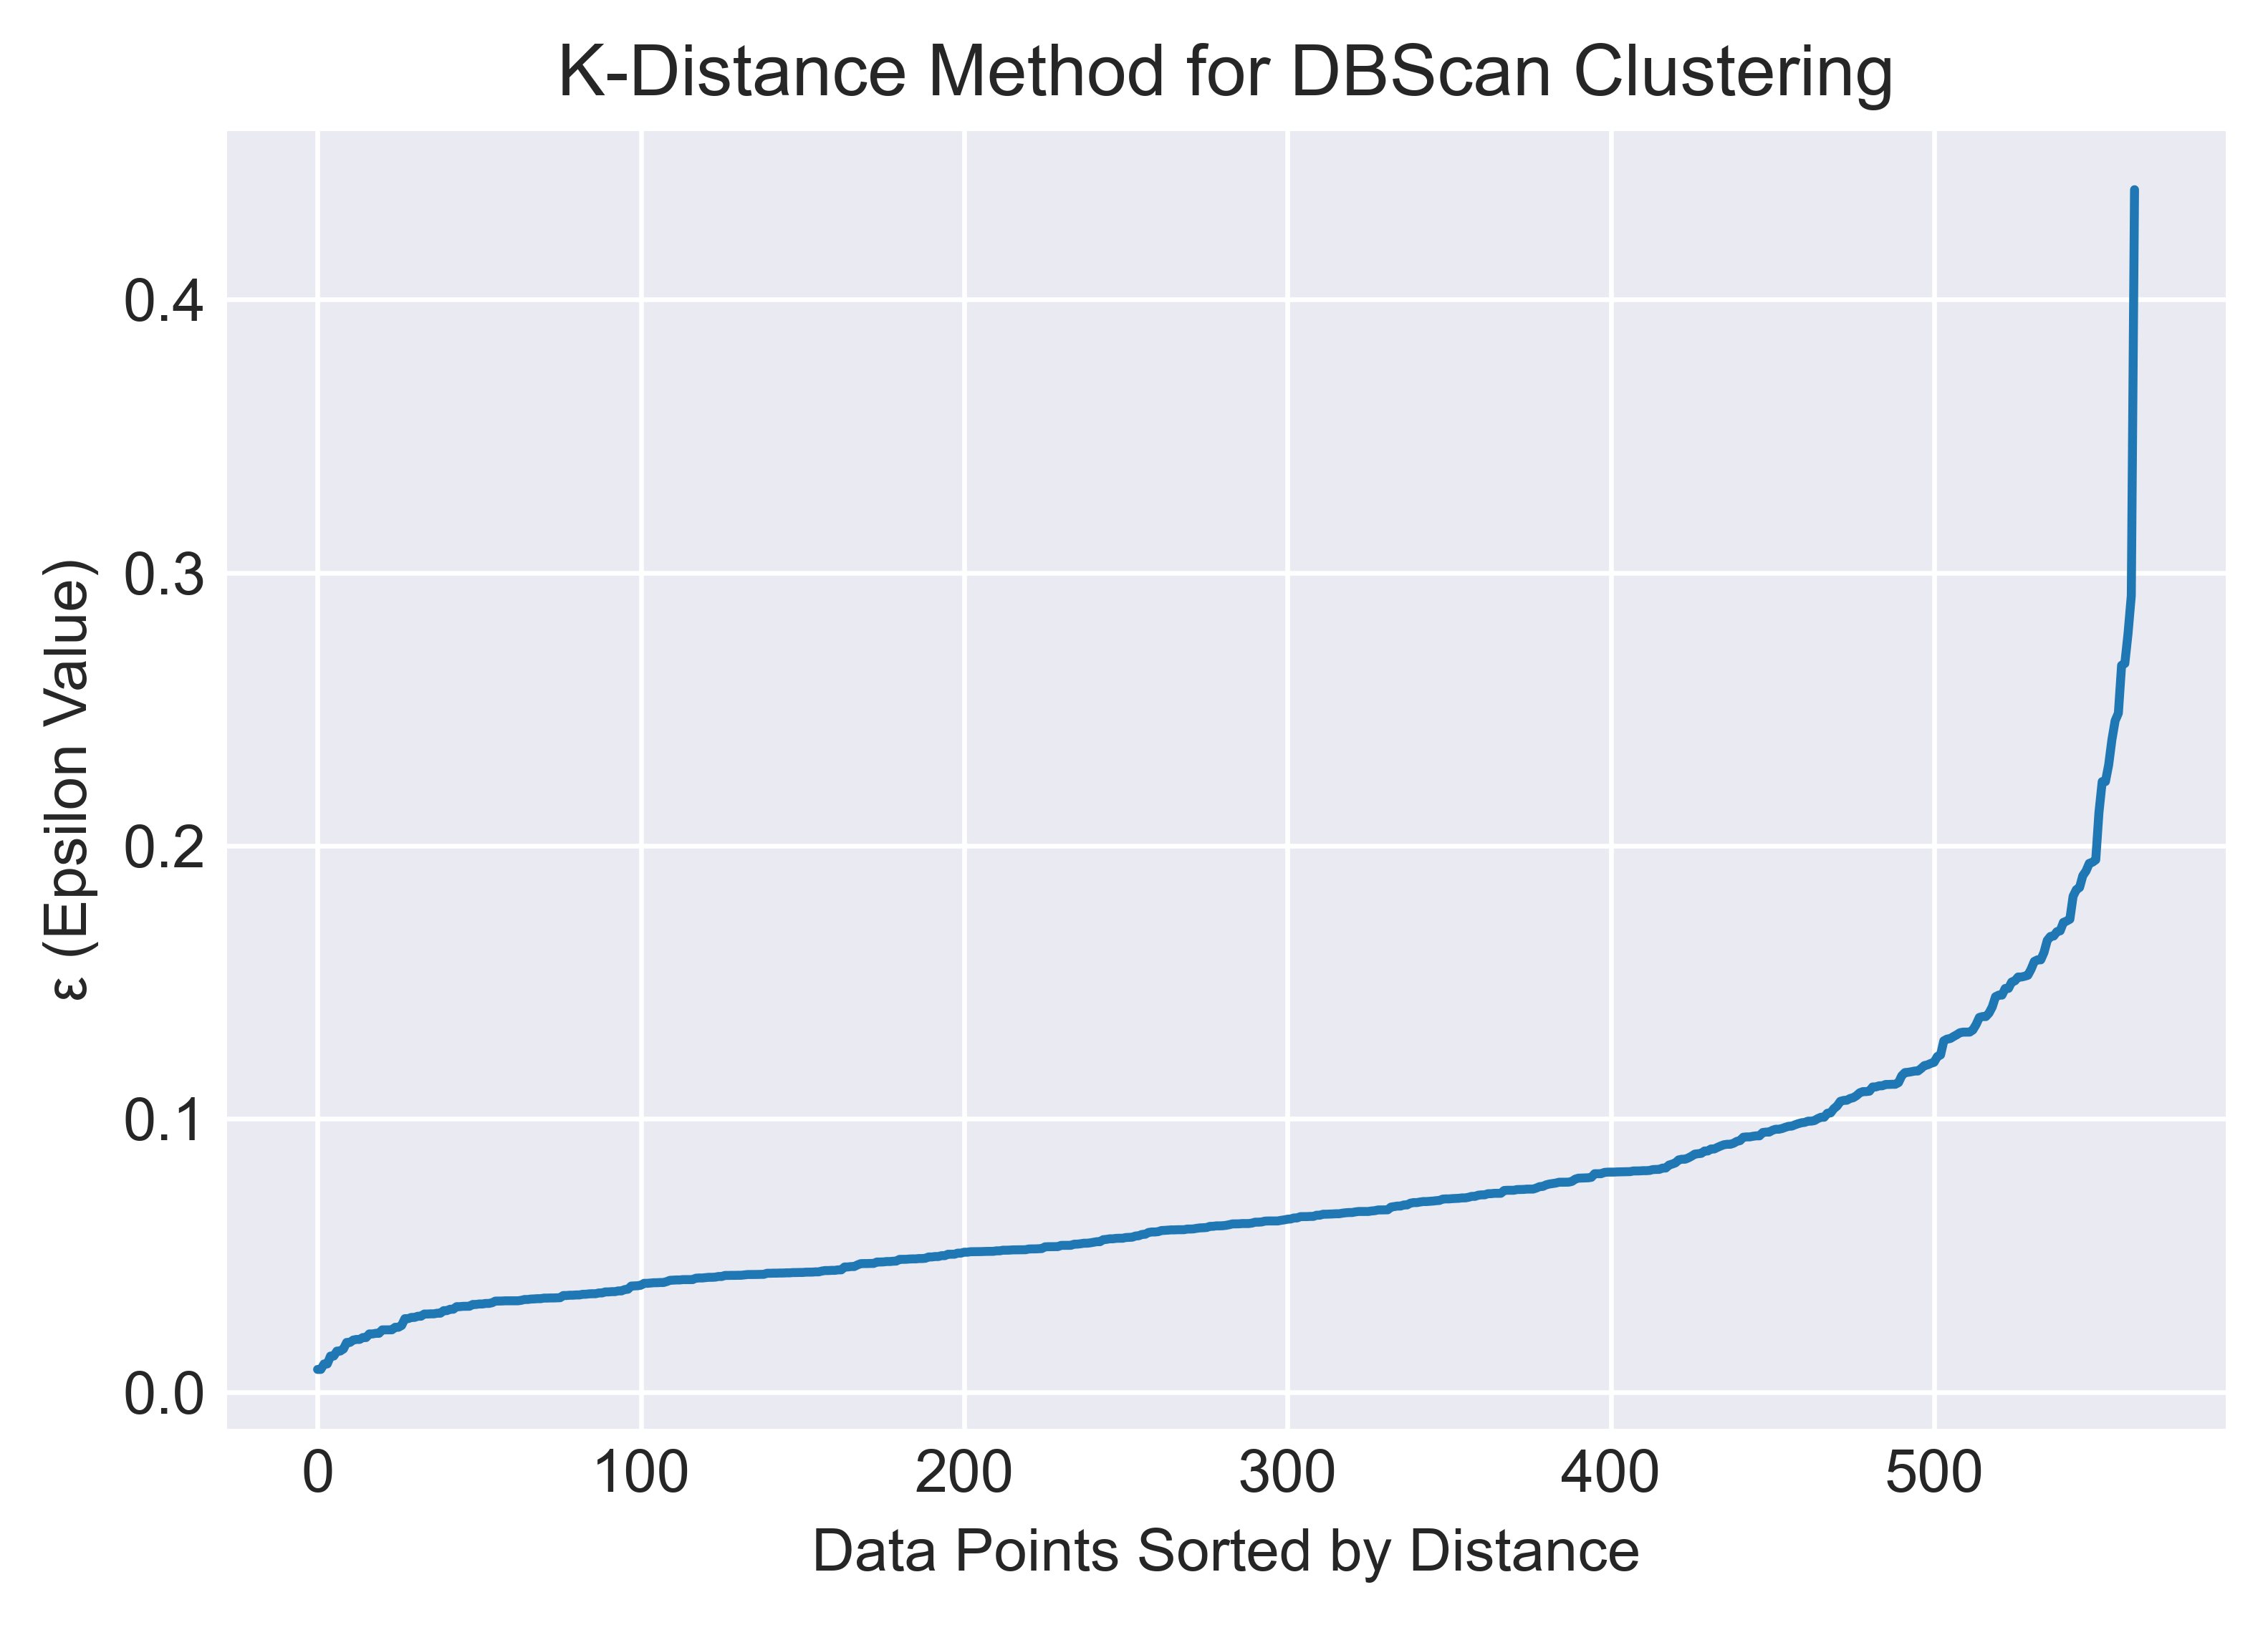 K-Distance Method for DBScan Clustering
ε (Epsilon Value)
0.4
0.3
0.2
0.1
0.0
0 100 200 300 400 500
Data Points Sorted by Distance